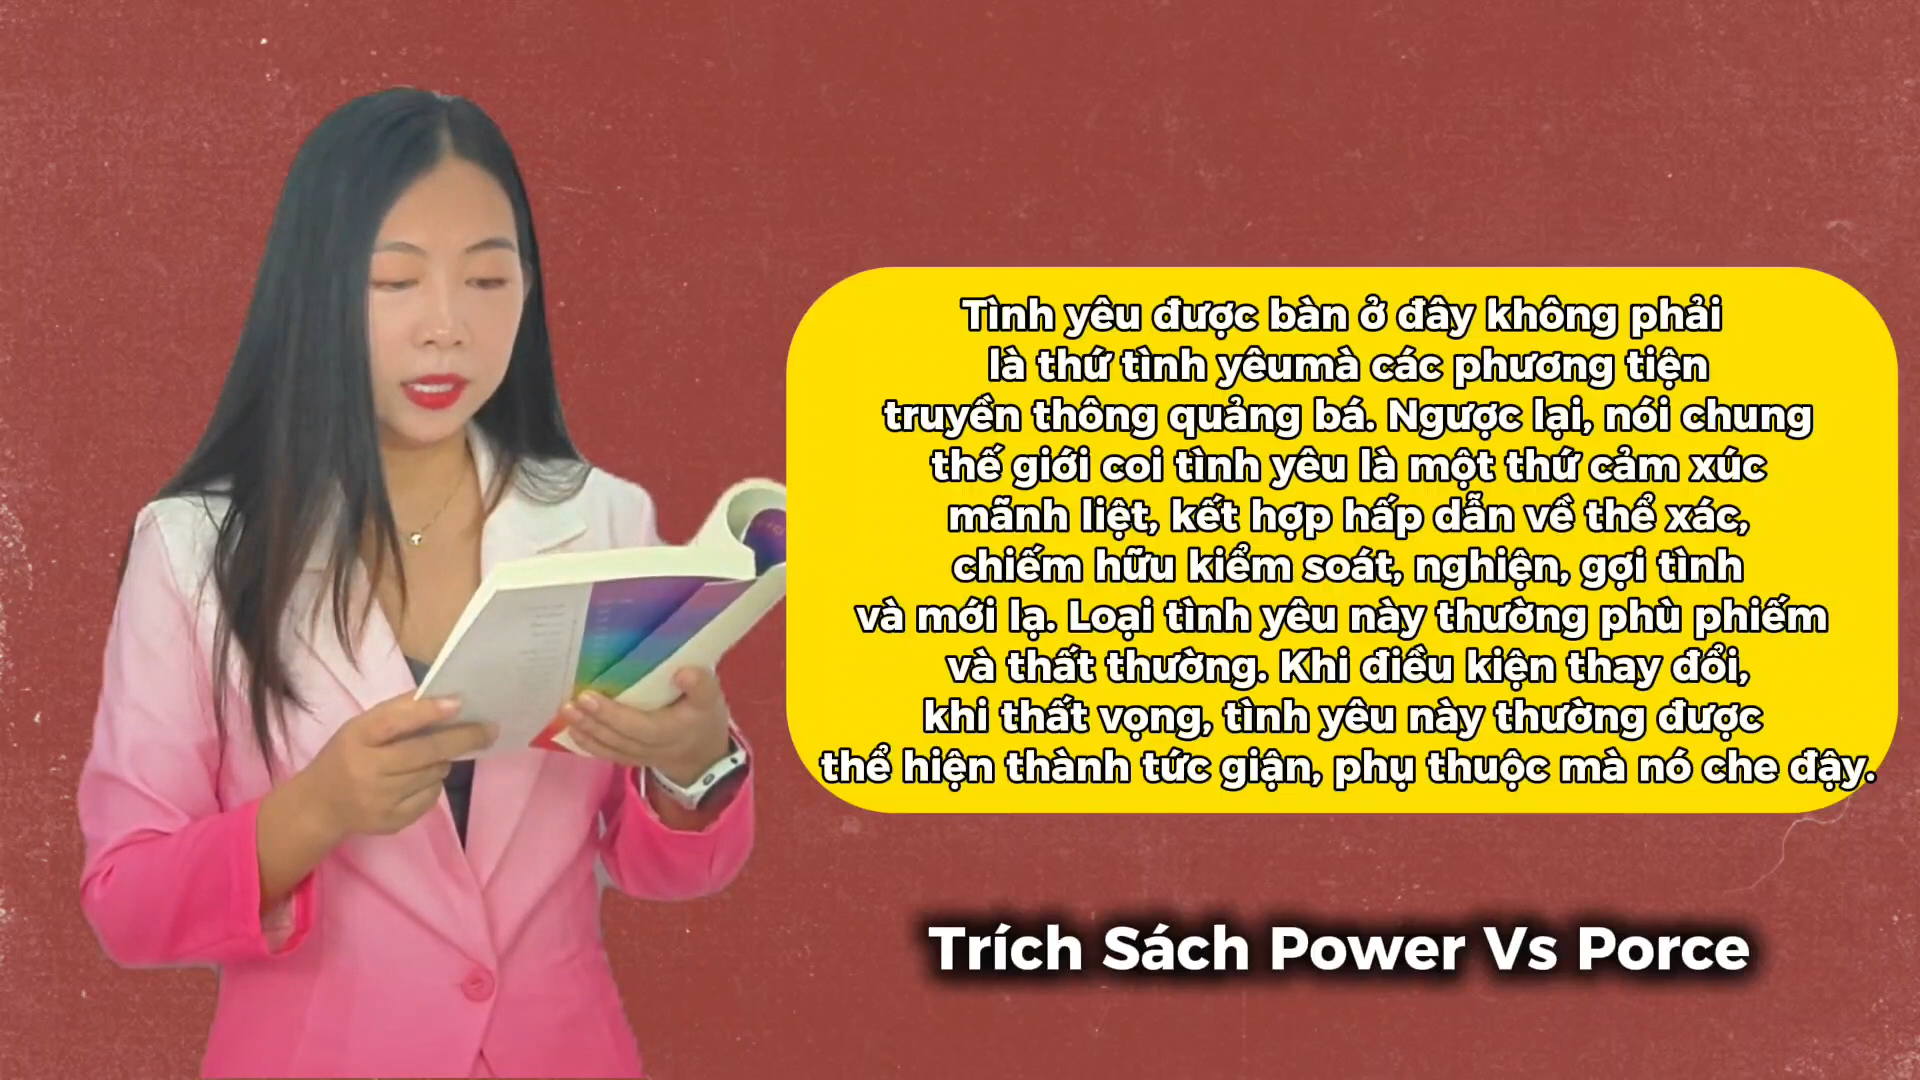 Tình yêu được bàn ở đây không phải
là thứ tình yêumà các phương tiện
truyền thông quảng bá. Ngược lại, nói chung
thế giới coi tình yêu là một thứ cảm xúc
mãnh liệt, kết hợp hấp dẫn về thể xác,
chiếm hữu kiểm soát, nghiện, gợi tình
và mới lạ. Loại tình yêu này thường phù phiếm
và thất thường. Khi điều kiện thay đổi,
khi thất vọng, tình yêu này thường được
thể hiện thành tức giận, phụ thuộc mà nó che đậy.
Trích Sách Power Vs Porce